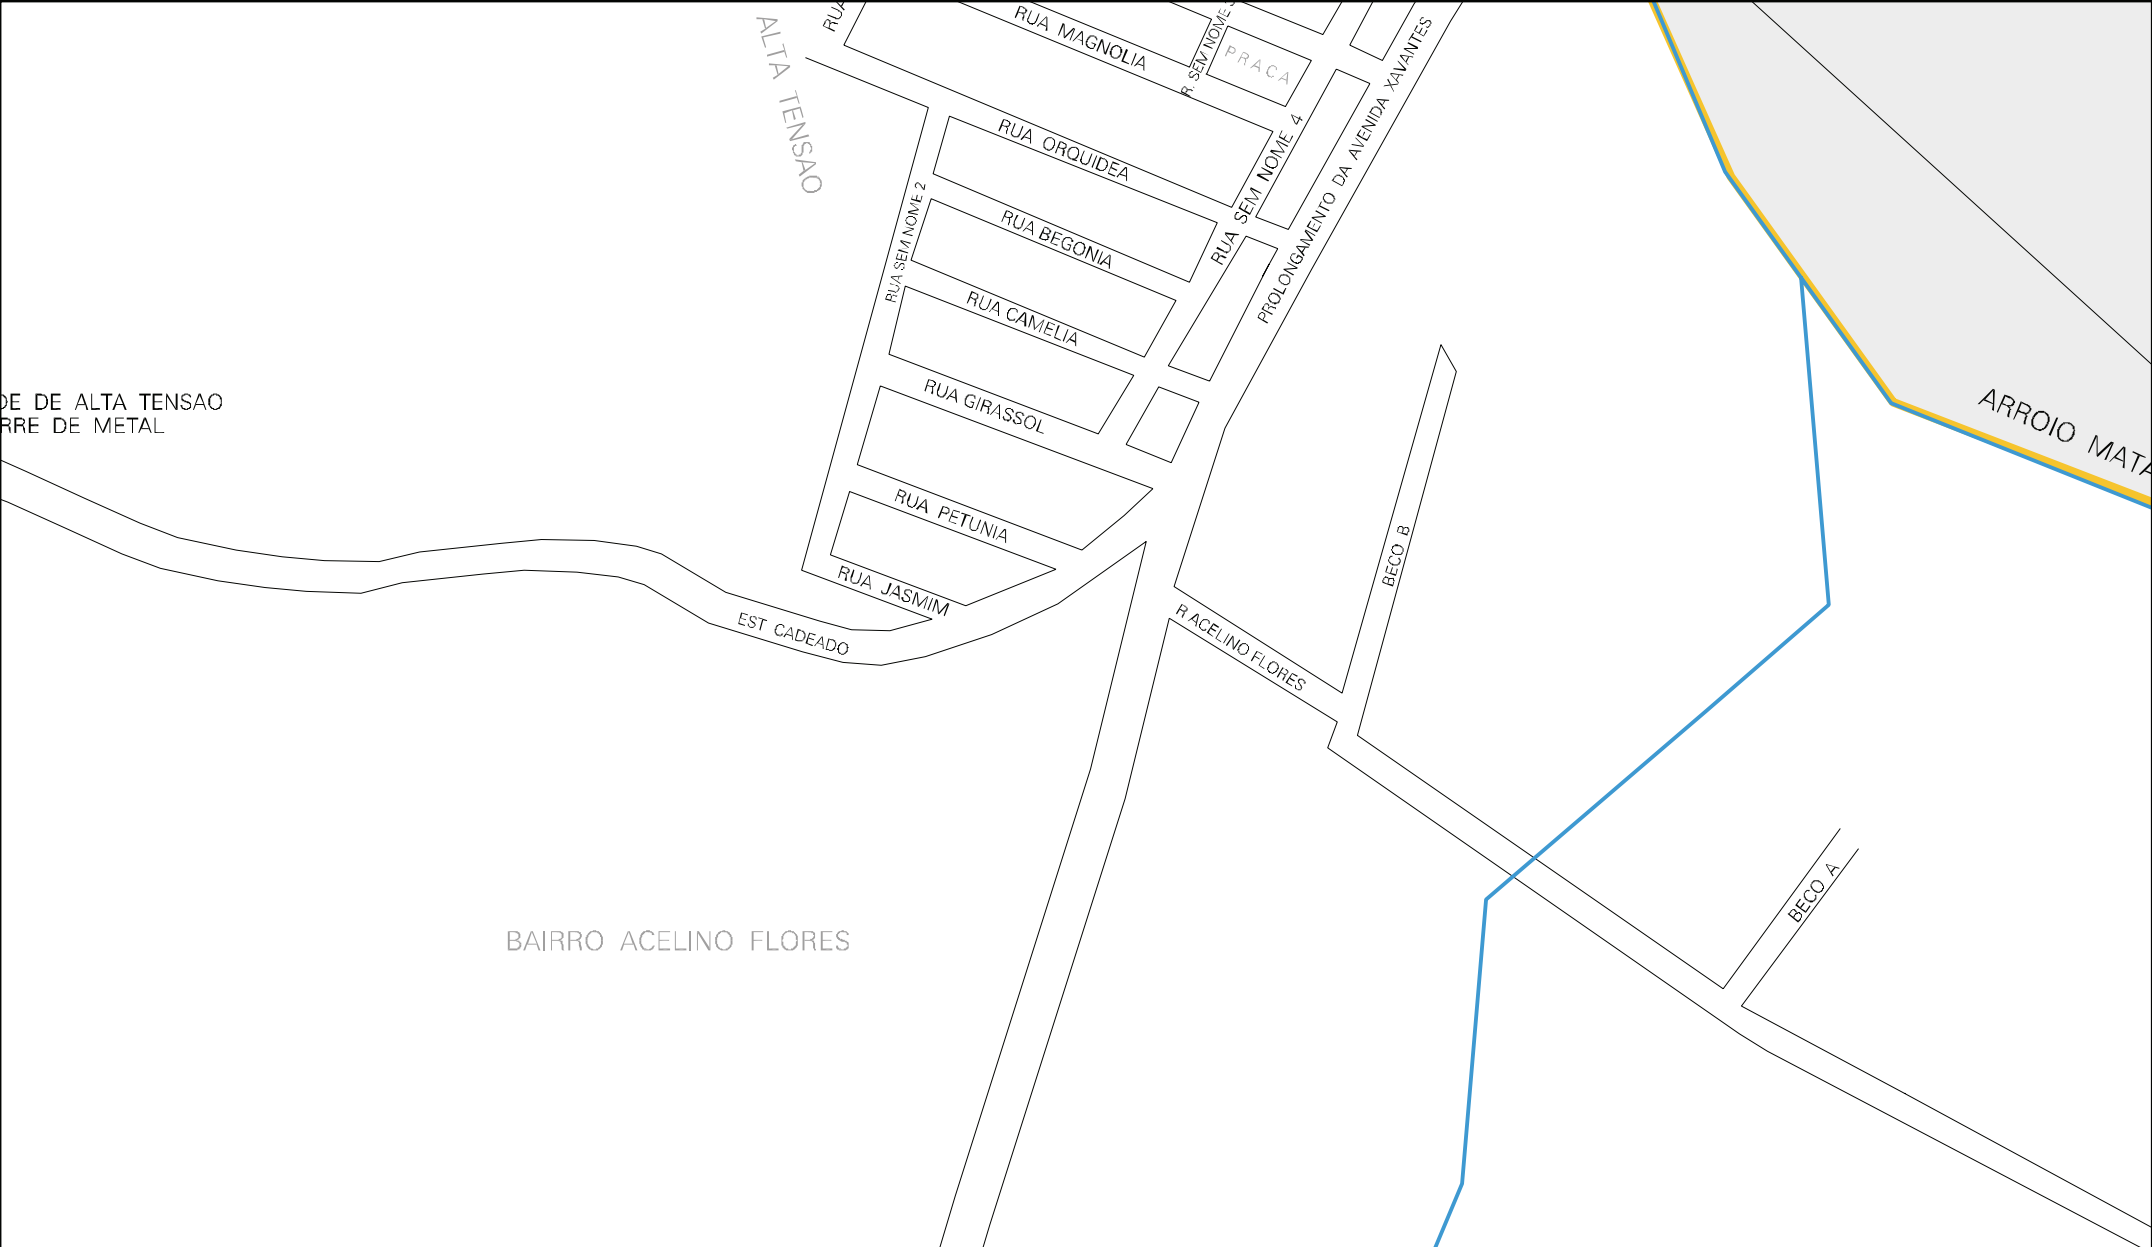 RUA
RUA MAGNOLIA
R. SEM NOME
PRACA
ALTA TENSAO
RUA ORQUIDEA
RUA SEM NOME 4
PROLONGAMENTO DA AVENIDA XAVANTES
RUA SEM NOME 2
RUA BEGONIA
RUA CAMELIA
RUA GIRASSOL
DE DE ALTA TENSAO
RRE DE METAL
ARROIO MATA
RUA PETUNIA
RUA JASMIM
EST CADEADO
BECO B
R ACELINO FLORES
BECO A
BAIRRO ACELINO FLORES